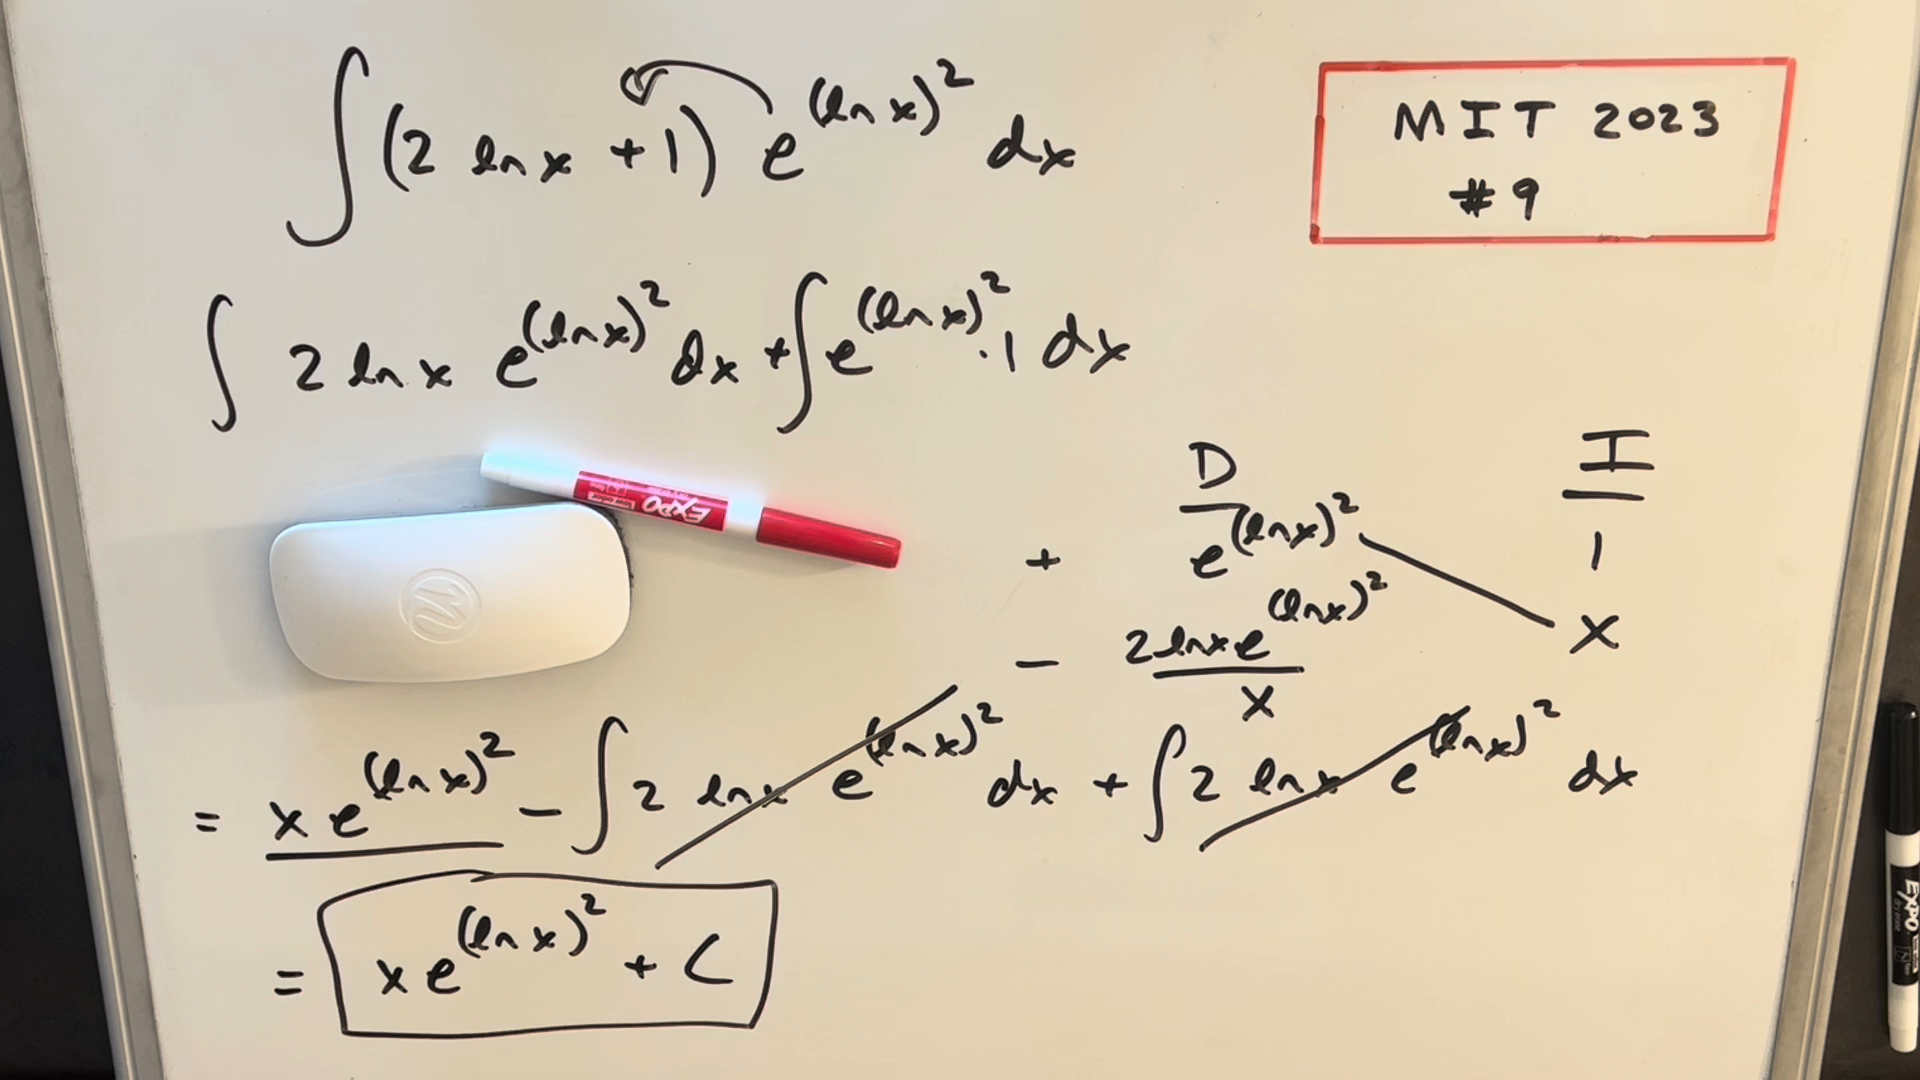 ∫(2 ln x + 1) e^(ln x)^2 dx
MIT 2023
#9
∫ 2 ln x e^(ln x)^2 dx + ∫ e^(ln x)^2 · 1 dx
D I
+ e^(ln x)^2 1
− 2 ln x e^(ln x)^2 / x x
= x e^(ln x)^2 − ∫ 2 ln x e^(ln x)^2 dx + ∫ 2 ln x e^(ln x)^2 dx
= x e^(ln x)^2 + C
EXPO
EXPO